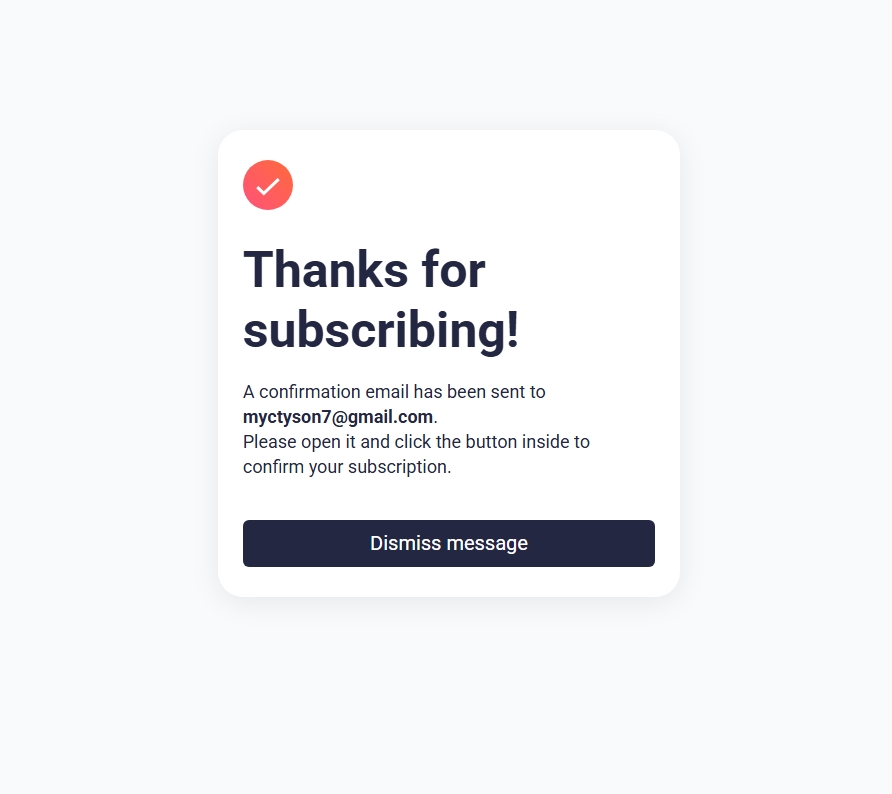 Thanks for
subscribing!
A confirmation email has been sent to
myctyson7@gmail.com.
Please open it and click the button inside to
confirm your subscription.
Dismiss message